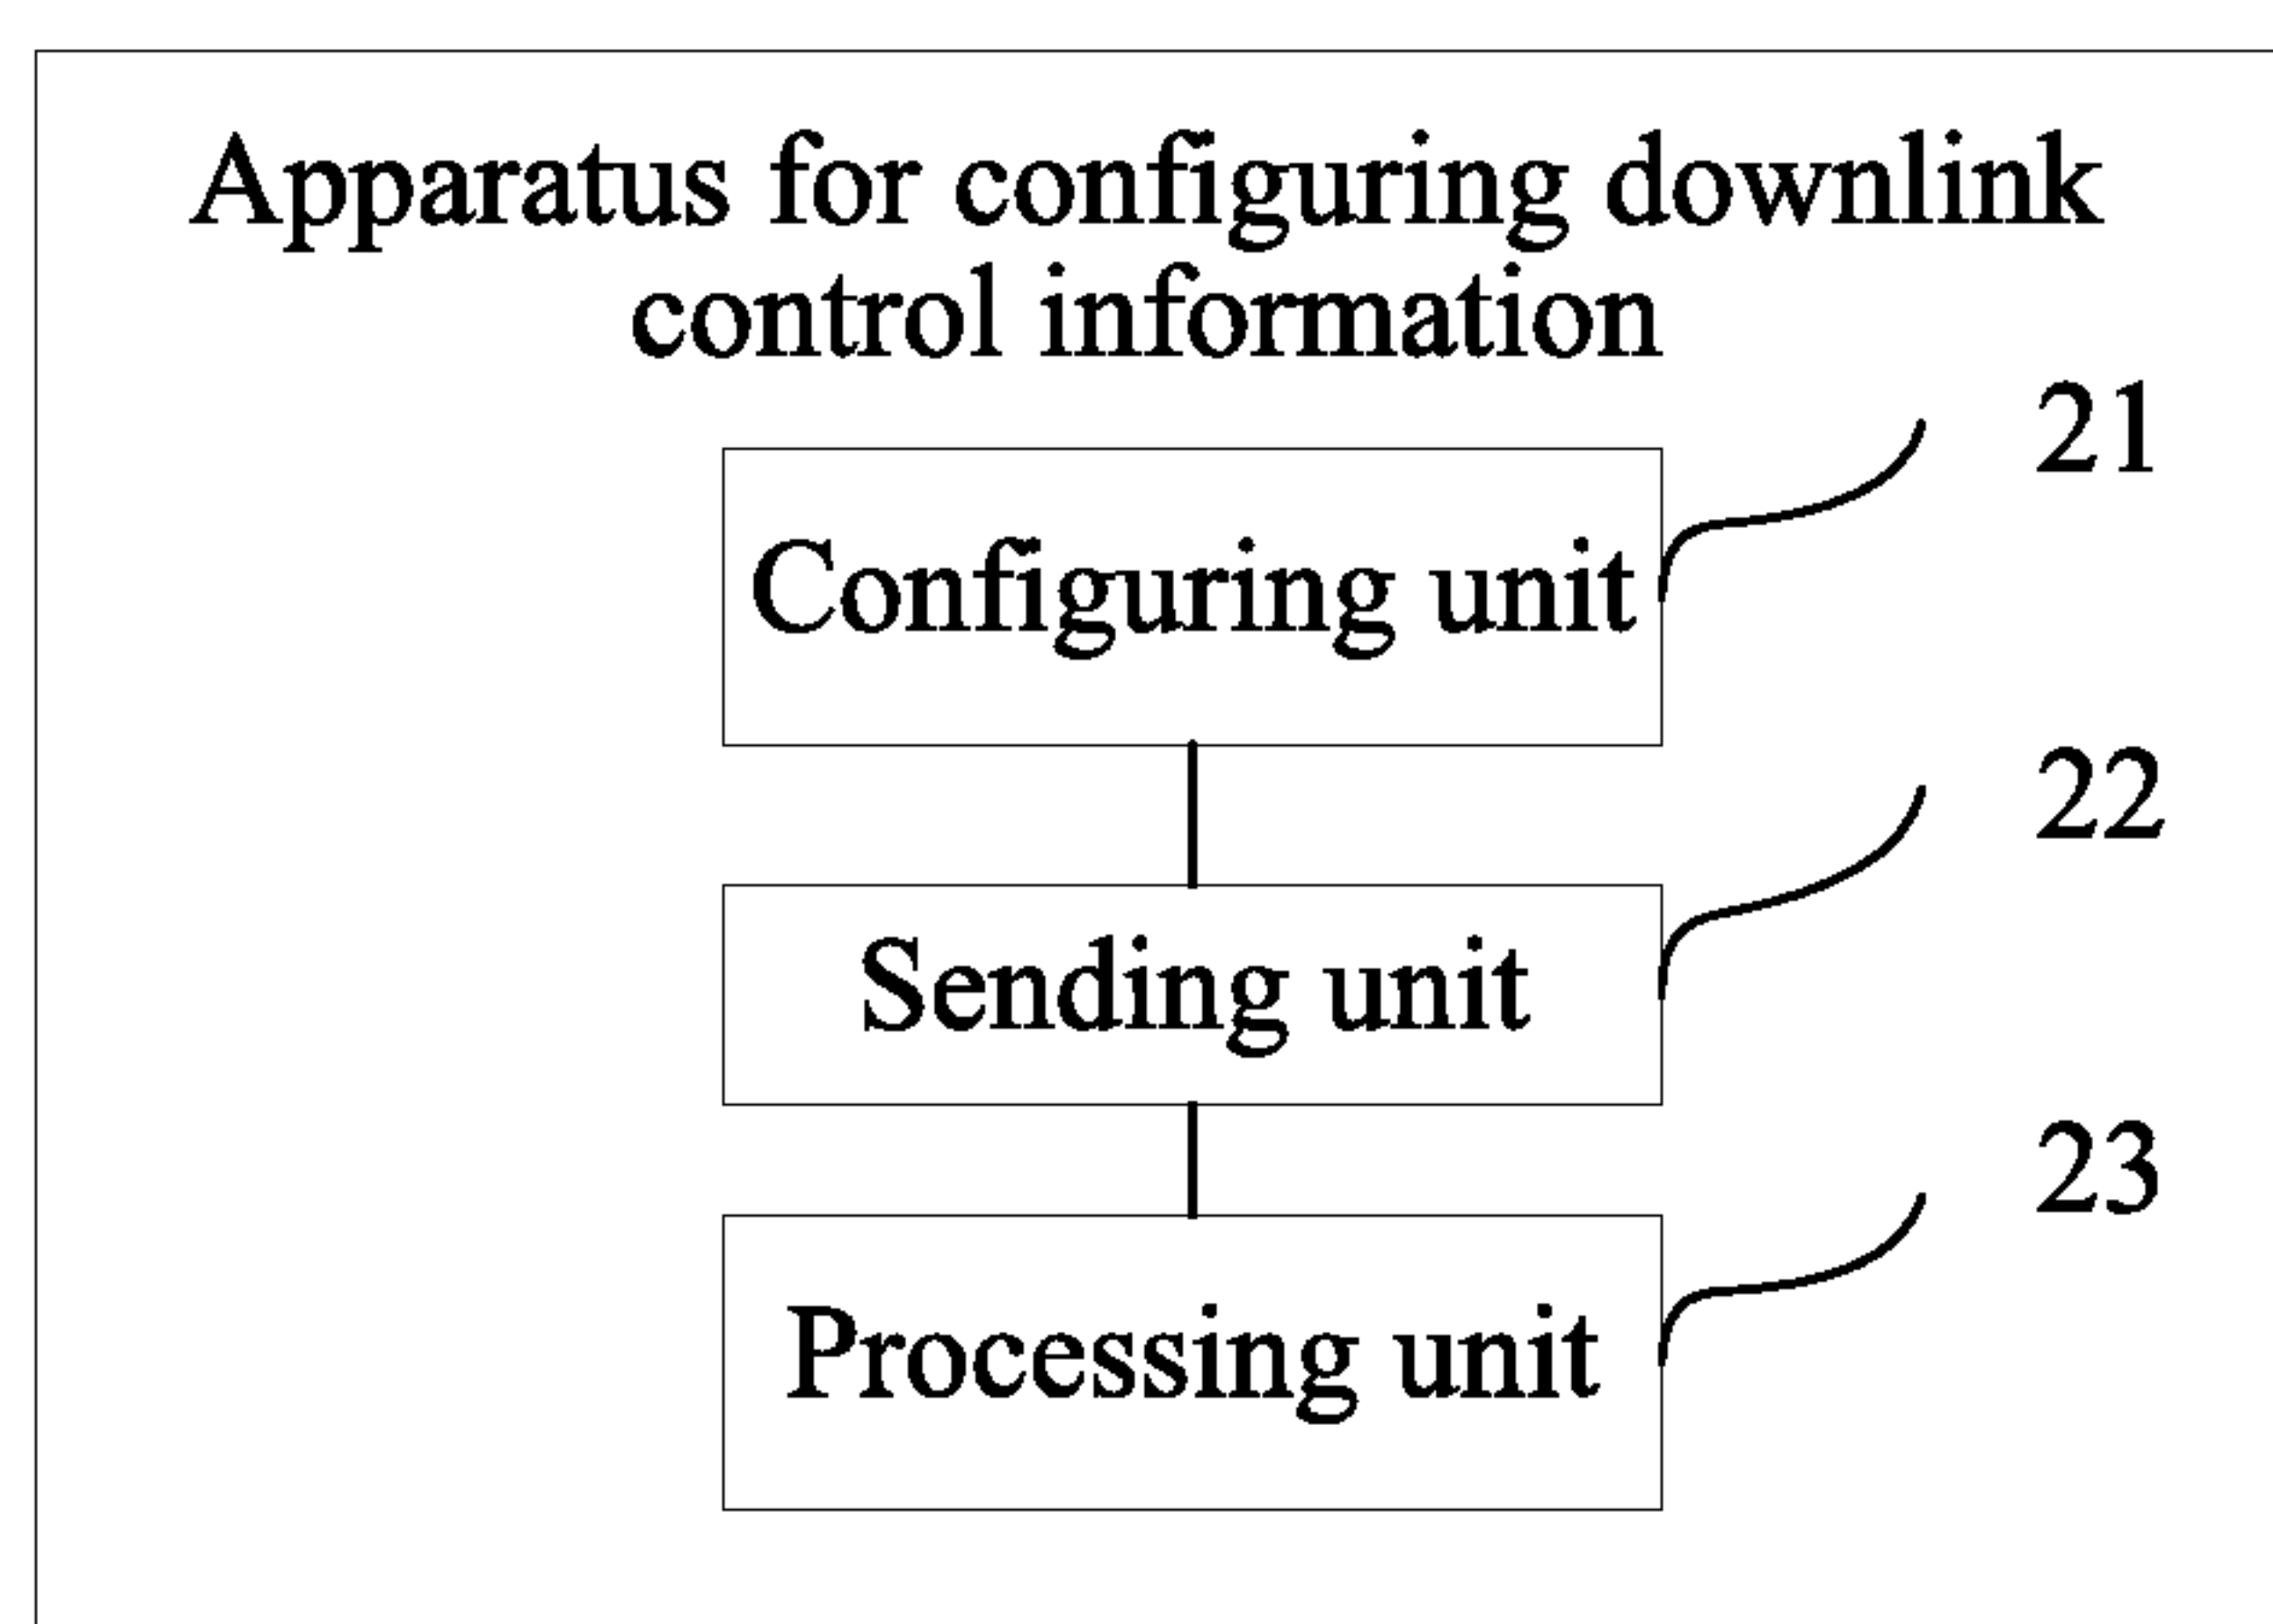 Apparatus for configuring downlink
control information
21
Configuring unit
22
Sending unit
23
Processing unit